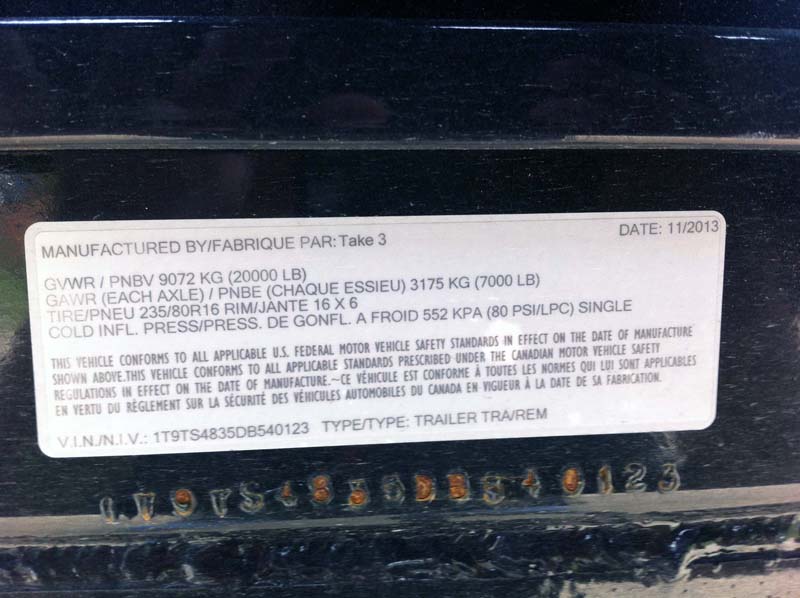 MANUFACTURED BY/FABRIQUE PAR: Take 3 DATE: 11/2013
GVWR / PNBV 9072 KG (20000 LB)
GAWR (EACH AXLE) / PNBE (CHAQUE ESSIEU) 3175 KG (7000 LB)
TIRE/PNEU 235/80R16 RIM/JANTE 16 X 6
COLD INFL. PRESS/PRESS. DE GONFL. A FROID 552 KPA (80 PSI/LPC) SINGLE
THIS VEHICLE CONFORMS TO ALL APPLICABLE U.S. FEDERAL MOTOR VEHICLE SAFETY STANDARDS IN EFFECT ON THE DATE OF MANUFACTURE
SHOWN ABOVE.THIS VEHICLE CONFORMS TO ALL APPLICABLE STANDARDS PRESCRIBED UNDER THE CANADIAN MOTOR VEHICLE SAFETY
REGULATIONS IN EFFECT ON THE DATE OF MANUFACTURE.~CE VÉHICULE EST CONFORME À TOUTES LES NORMES QUI LUI SONT APPLICABLES
EN VERTU DU RÈGLEMENT SUR LA SÉCURITÉ DES VÉHICULES AUTOMOBILES DU CANADA EN VIGUEUR À LA DATE DE SA FABRICATION.
V.I.N./N.I.V.: 1T9TS4835DB540123 TYPE/TYPE: TRAILER TRA/REM
1T9TS4835DB540123